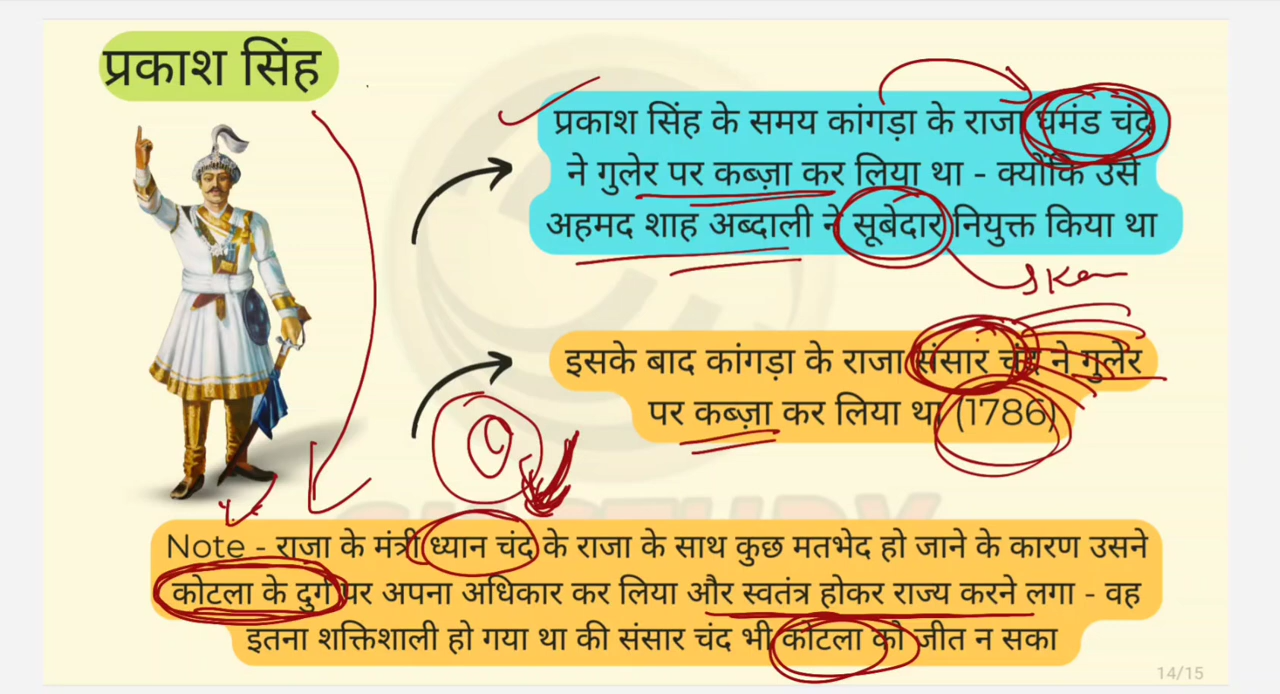 प्रकाश सिंह
प्रकाश सिंह के समय कांगड़ा के राजा घमंड चंद
ने गुलेर पर कब्ज़ा कर लिया था - क्योंकि उसे
अहमद शाह अब्दाली ने सूबेदार नियुक्त किया था
इसके बाद कांगड़ा के राजा संसार चंद ने गुलेर
पर कब्ज़ा कर लिया था (1786)
Note - राजा के मंत्री ध्यान चंद के राजा के साथ कुछ मतभेद हो जाने के कारण उसने
कोटला के दुर्ग पर अपना अधिकार कर लिया और स्वतंत्र होकर राज्य करने लगा - वह
इतना शक्तिशाली हो गया था की संसार चंद भी कोटला को जीत न सका
14/15